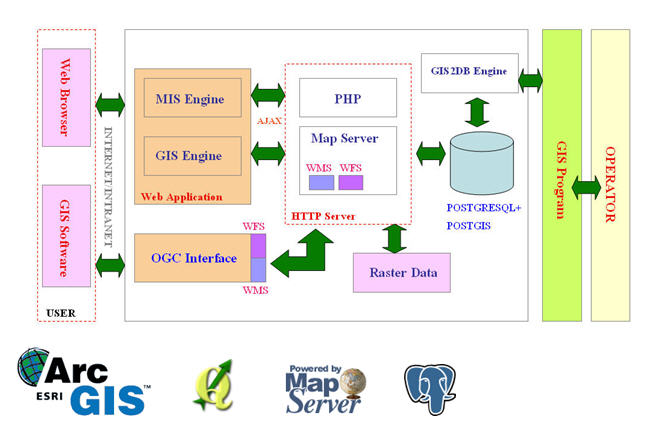 Web Browser
GIS Software
USER
INTERNET/INTRANET
MIS Engine
GIS Engine
Web Application
AJAX
PHP
Map Server
WMS WFS
HTTP Server
OGC Interface
WFS
WMS
Raster Data
GIS2DB Engine
POSTGRESQL+
POSTGIS
GIS Program
OPERATOR
Arc
ESRI GIS™
Powered by
Map
Server